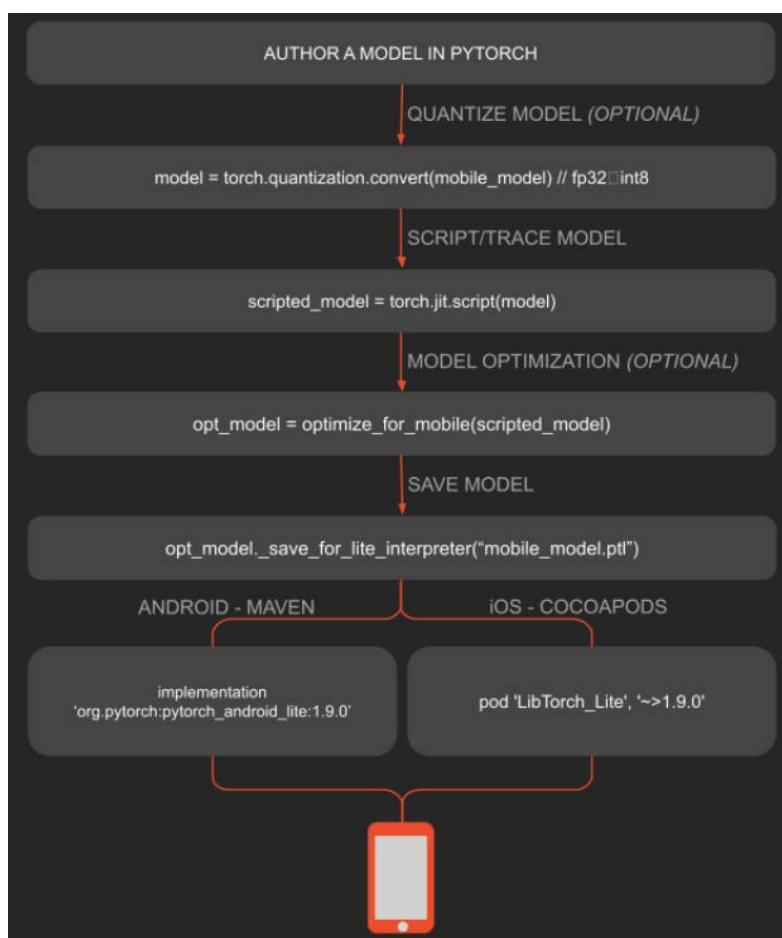 AUTHOR A MODEL IN PYTORCH
QUANTIZE MODEL (OPTIONAL)
model = torch.quantization.convert(mobile_model) // fp32□int8
SCRIPT/TRACE MODEL
scripted_model = torch.jit.script(model)
MODEL OPTIMIZATION (OPTIONAL)
opt_model = optimize_for_mobile(scripted_model)
SAVE MODEL
opt_model._save_for_lite_interpreter(“mobile_model.ptl”)
ANDROID - MAVEN
iOS - COCOAPODS
implementation
‘org.pytorch:pytorch_android_lite:1.9.0’
pod 'LibTorch_Lite', '~>1.9.0'